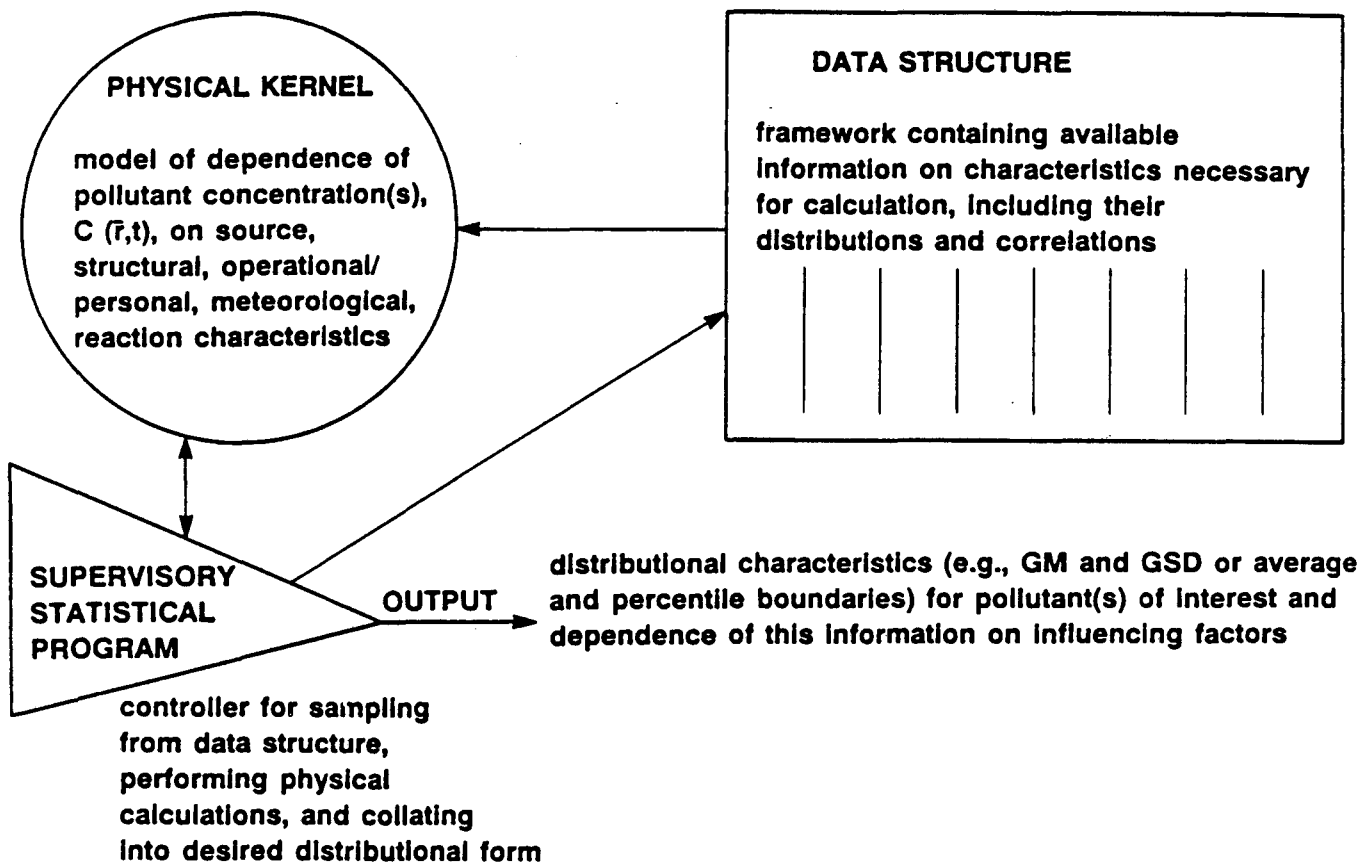 PHYSICAL KERNEL
model of dependence of
pollutant concentration(s),
C (r̄,t), on source,
structural, operational/
personal, meteorological,
reaction characteristics
DATA STRUCTURE
framework containing available
information on characteristics necessary
for calculation, including their
distributions and correlations
SUPERVISORY
STATISTICAL
PROGRAM
OUTPUT
distributional characteristics (e.g., GM and GSD or average
and percentile boundaries) for pollutant(s) of interest and
dependence of this information on influencing factors
controller for sampling
from data structure,
performing physical
calculations, and collating
into desired distributional form